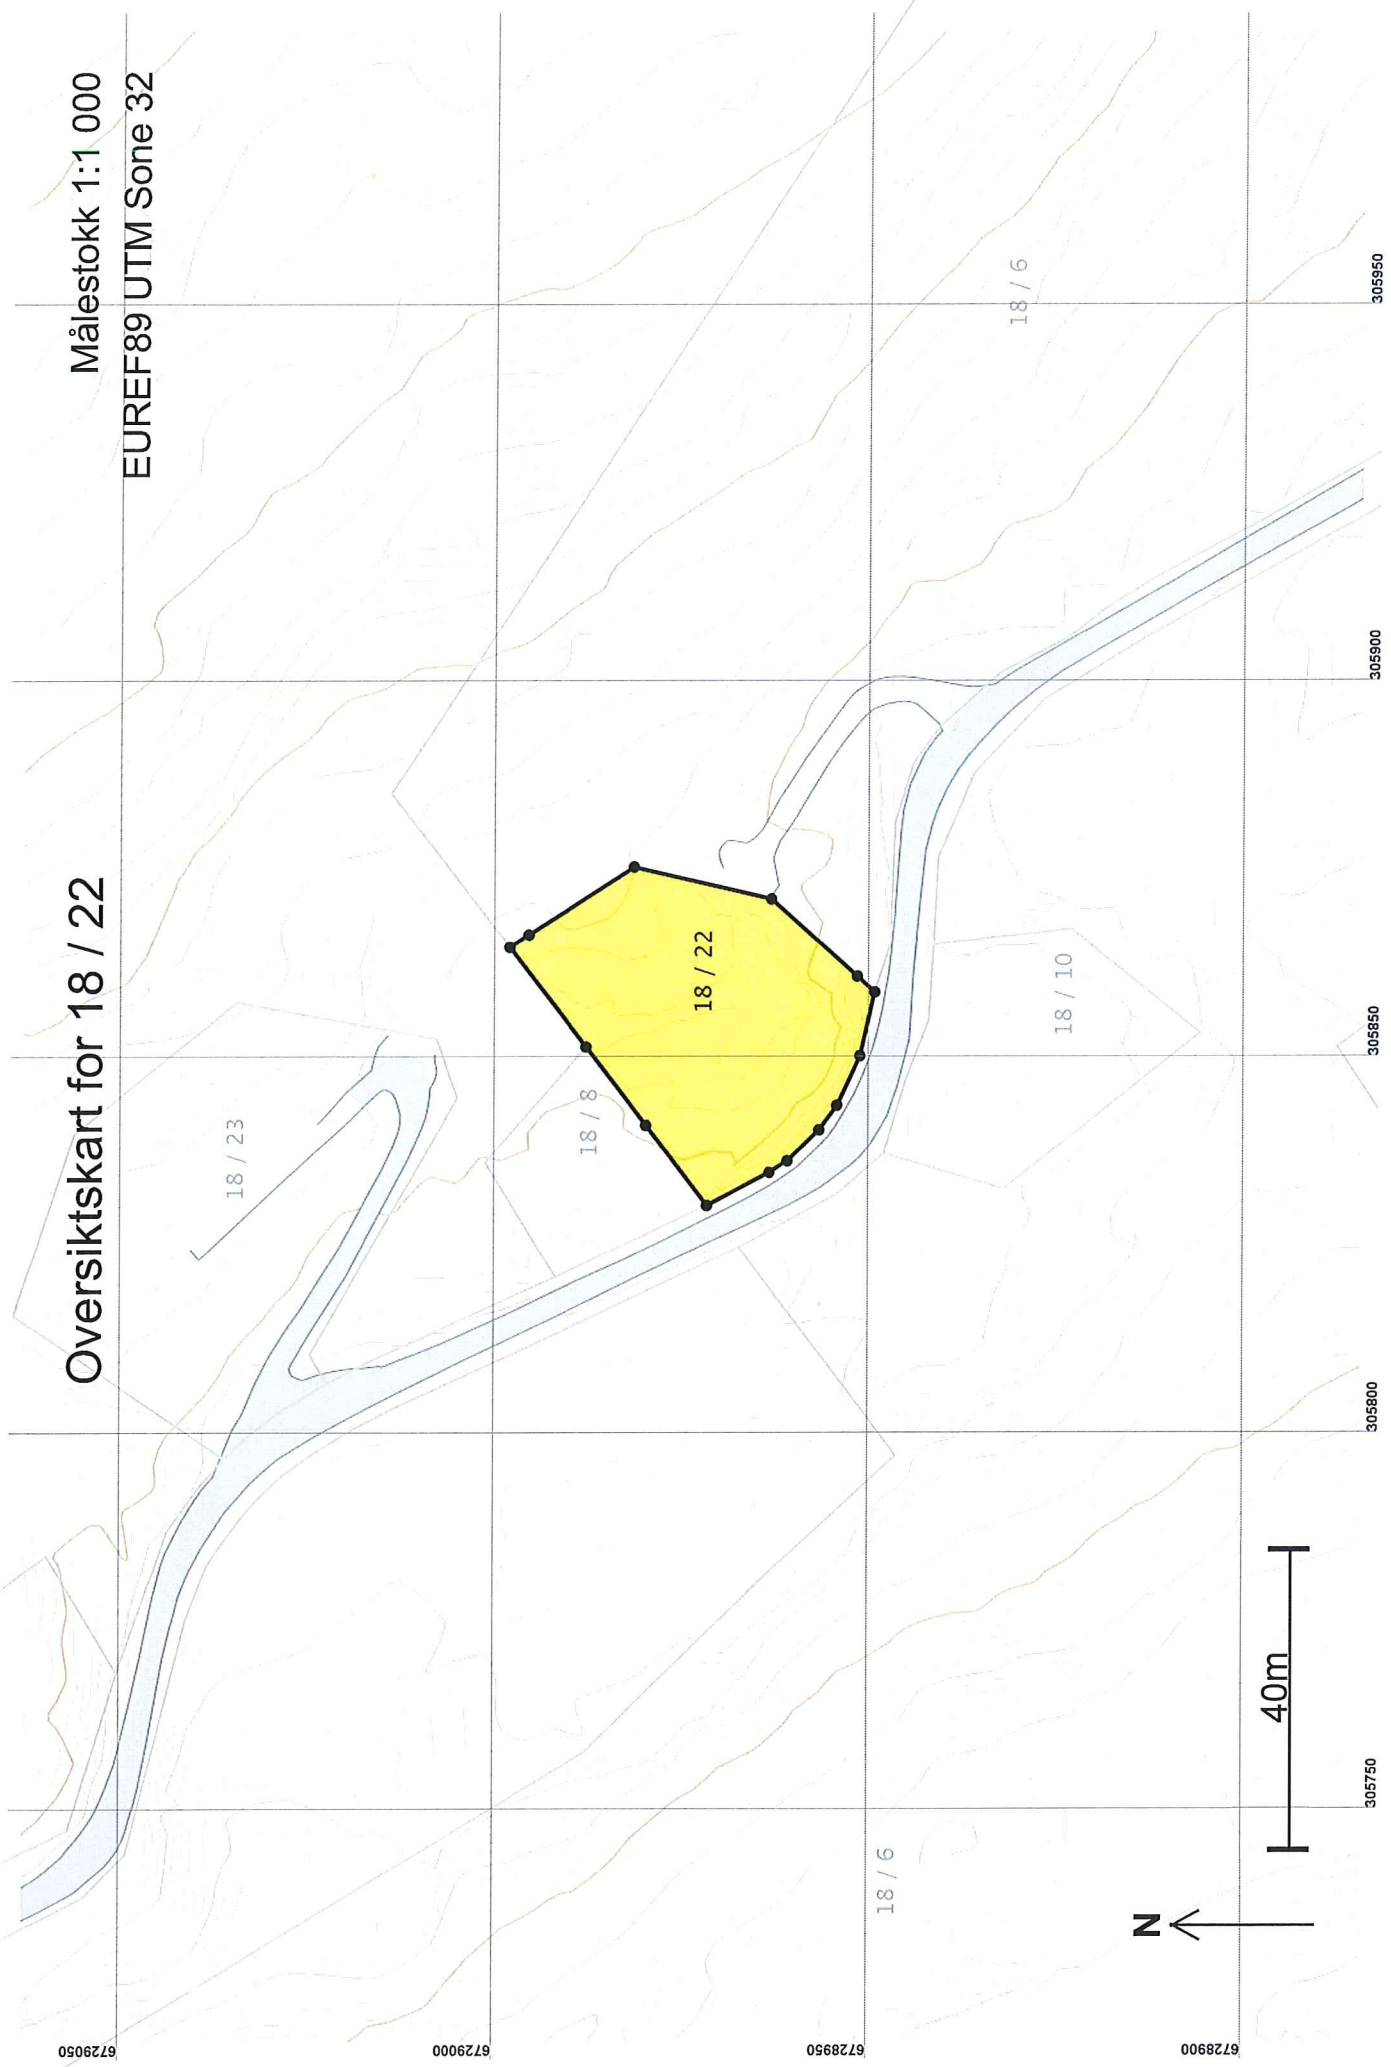 Oversiktskart for 18 / 22
Målestokk 1:1 000
EUREF89 UTM Sone 32
18 / 23
18 / 8
18 / 22
18 / 10
18 / 6
18 / 6
40m
N
6729050
6729000
6728950
6728900
305750
305800
305850
305900
305950